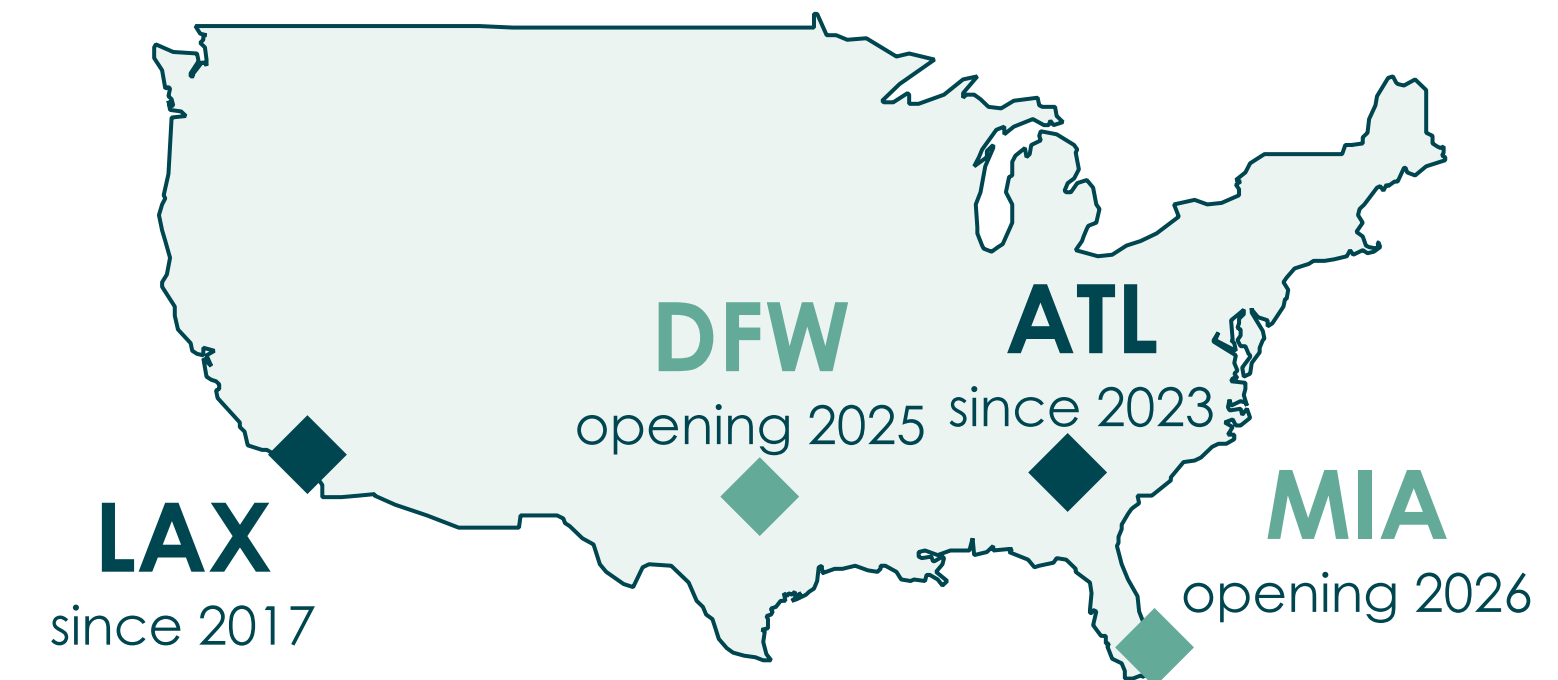 DFW
opening 2025
ATL
since 2023
LAX
since 2017
MIA
opening 2026